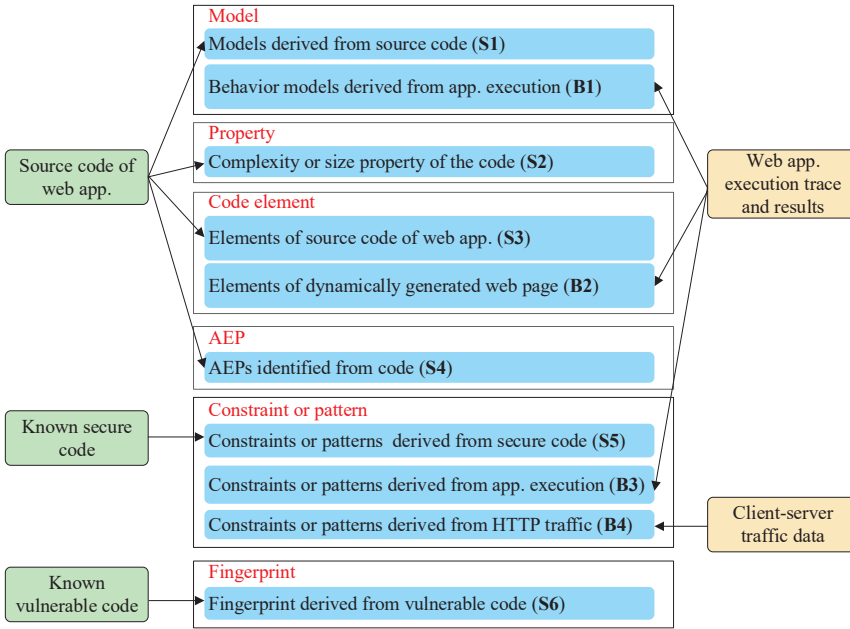 Model
Models derived from source code (S1)
Behavior models derived from app. execution (B1)
Property
Complexity or size property of the code (S2)
Code element
Elements of source code of web app. (S3)
Elements of dynamically generated web page (B2)
AEP
AEPs identified from code (S4)
Constraint or pattern
Constraints or patterns  derived from secure code (S5)
Constraints or patterns derived from app. execution (B3)
Constraints or patterns derived from HTTP traffic (B4)
Fingerprint
Fingerprint derived from vulnerable code (S6)
Source code of
web app.
Known secure
code
Known
vulnerable code
Web app.
execution trace
and results
Client-server
traffic data